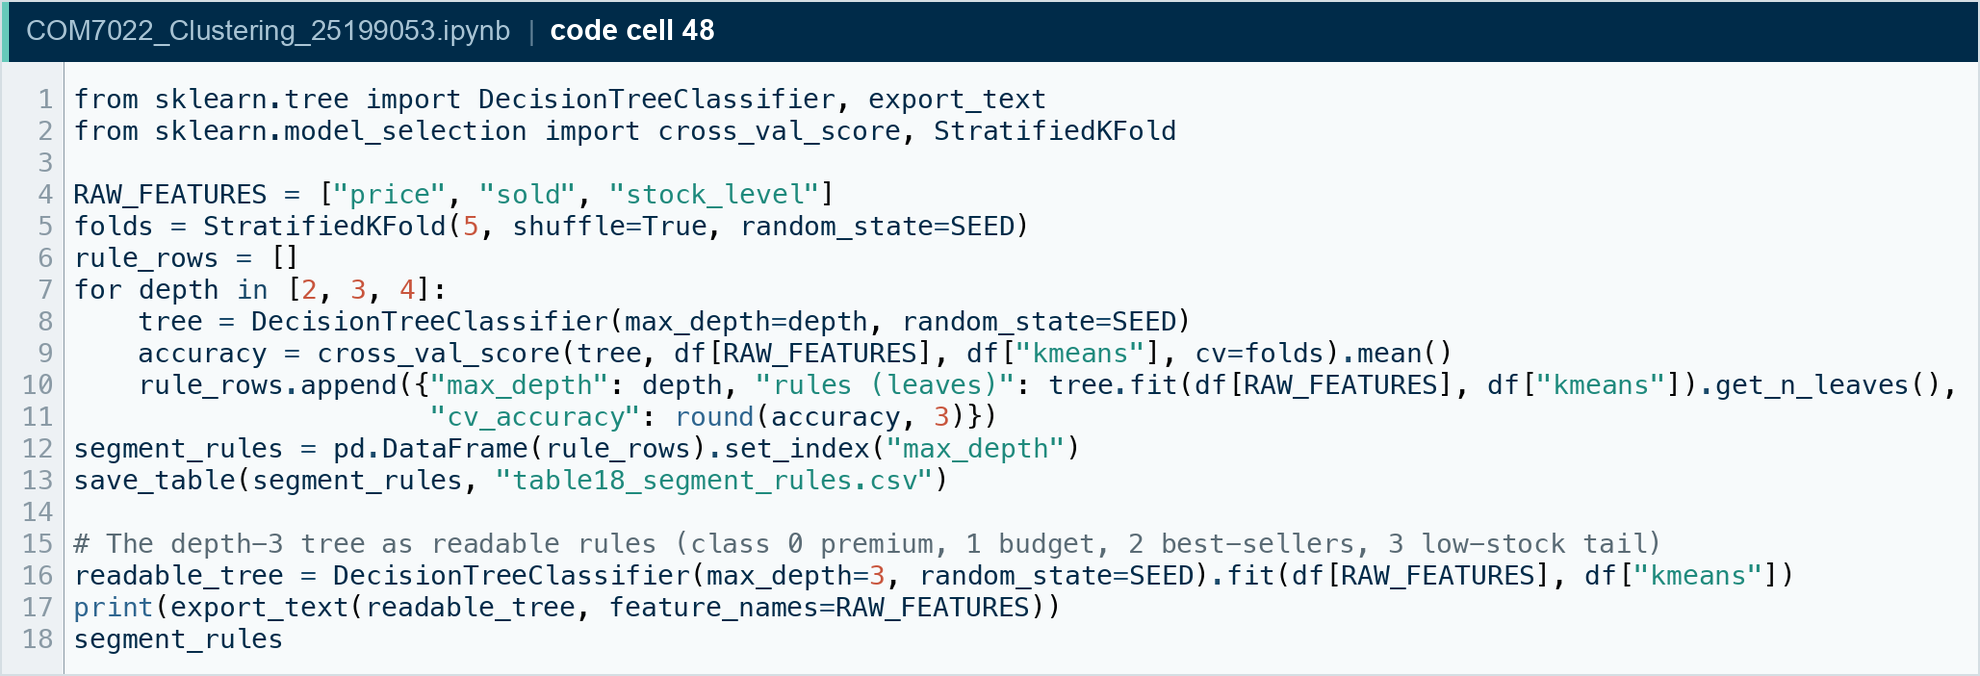 COM7022_Clustering_25199053.ipynb | code cell 48
1 from sklearn.tree import DecisionTreeClassifier, export_text
2 from sklearn.model_selection import cross_val_score, StratifiedKFold
3
4 RAW_FEATURES = ["price", "sold", "stock_level"]
5 folds = StratifiedKFold(5, shuffle=True, random_state=SEED)
6 rule_rows = []
7 for depth in [2, 3, 4]:
8     tree = DecisionTreeClassifier(max_depth=depth, random_state=SEED)
9     accuracy = cross_val_score(tree, df[RAW_FEATURES], df["kmeans"], cv=folds).mean()
10     rule_rows.append({"max_depth": depth, "rules (leaves)": tree.fit(df[RAW_FEATURES], df["kmeans"]).get_n_leaves(),
11                       "cv_accuracy": round(accuracy, 3)})
12 segment_rules = pd.DataFrame(rule_rows).set_index("max_depth")
13 save_table(segment_rules, "table18_segment_rules.csv")
14
15 # The depth-3 tree as readable rules (class 0 premium, 1 budget, 2 best-sellers, 3 low-stock tail)
16 readable_tree = DecisionTreeClassifier(max_depth=3, random_state=SEED).fit(df[RAW_FEATURES], df["kmeans"])
17 print(export_text(readable_tree, feature_names=RAW_FEATURES))
18 segment_rules